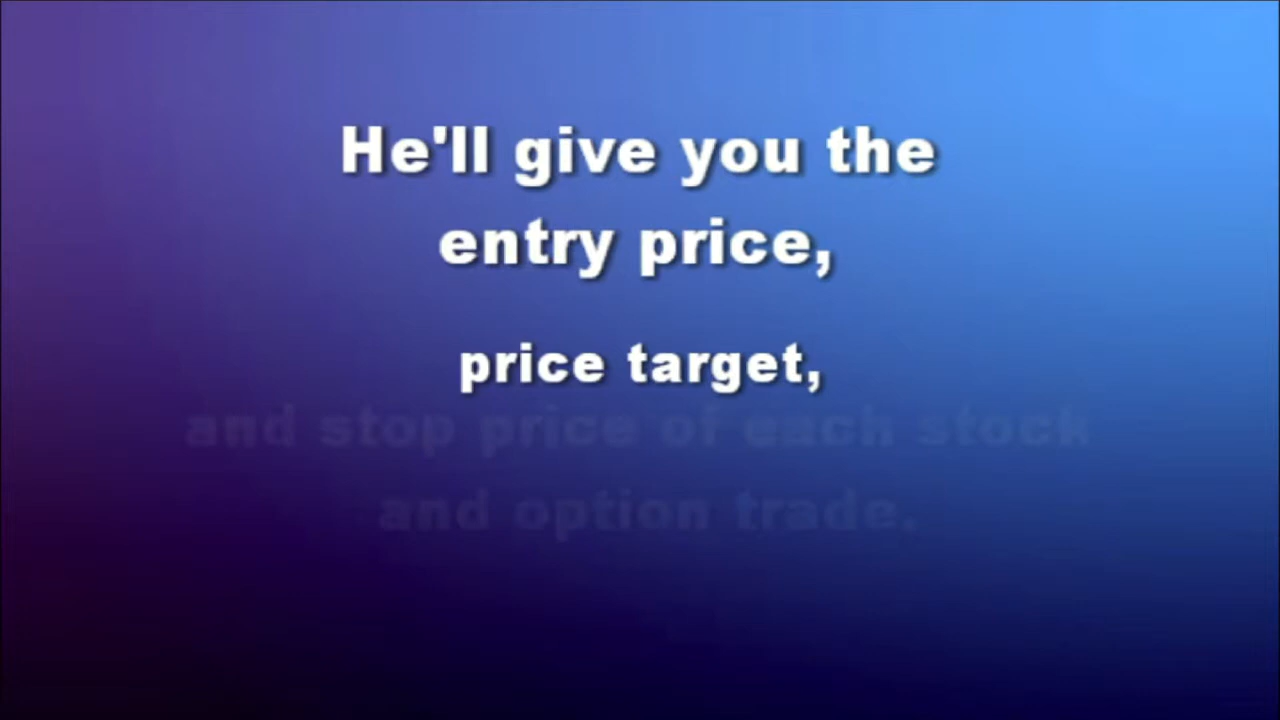 He'll give you the
entry price,
price target,
and stop price of each stock
and option trade.